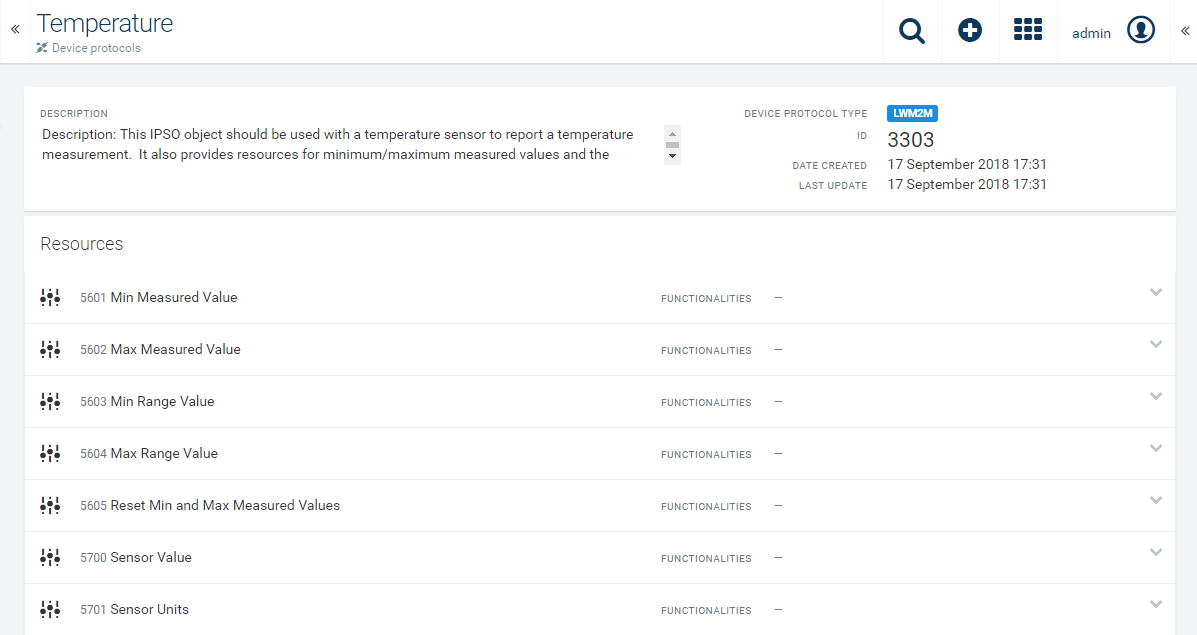 Temperature
Device protocols
admin
DESCRIPTION
Description: This IPSO object should be used with a temperature sensor to report a temperature
measurement.  It also provides resources for minimum/maximum measured values and the
DEVICE PROTOCOL TYPE LWM2M
ID 3303
DATE CREATED 17 September 2018 17:31
LAST UPDATE 17 September 2018 17:31
Resources
5601 Min Measured Value FUNCTIONALITIES --
5602 Max Measured Value FUNCTIONALITIES --
5603 Min Range Value FUNCTIONALITIES --
5604 Max Range Value FUNCTIONALITIES --
5605 Reset Min and Max Measured Values FUNCTIONALITIES --
5700 Sensor Value FUNCTIONALITIES --
5701 Sensor Units FUNCTIONALITIES --